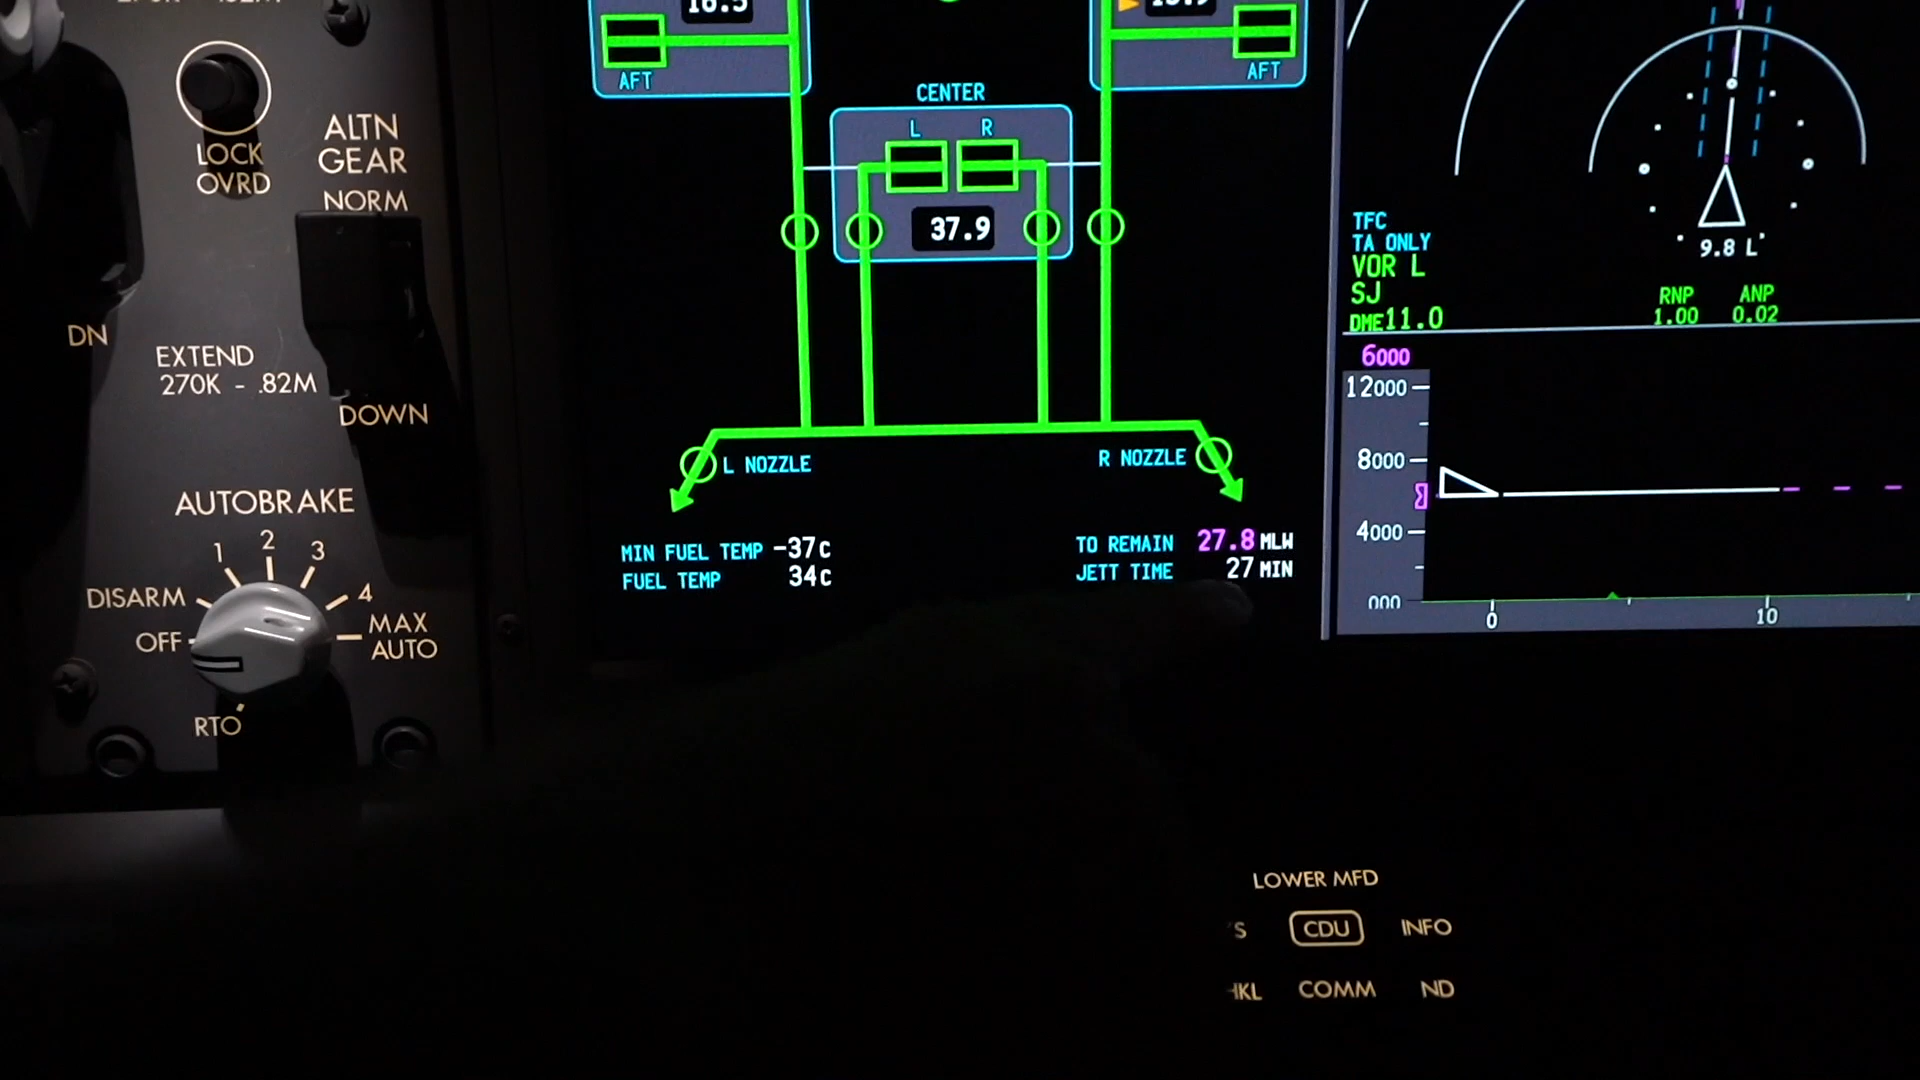 LOCK
OVRD
ALTN
GEAR
NORM
DN
EXTEND
270K - .82M
DOWN
AUTOBRAKE
1
2
3
4
DISARM
OFF
MAX
AUTO
RTO
AFT
AFT
CENTER
L
R
37.9
L NOZZLE
R NOZZLE
MIN FUEL TEMP -37c
FUEL TEMP 34c
TO REMAIN 27.8 MLW
JETT TIME 27 MIN
TFC
TA ONLY
VOR L
SJ
DME11.0
9.8 L
RNP
1.00
ANP
0.02
6000
12000
8000
4000
000
0
10
LOWER MFD
CDU
INFO
COMM
ND